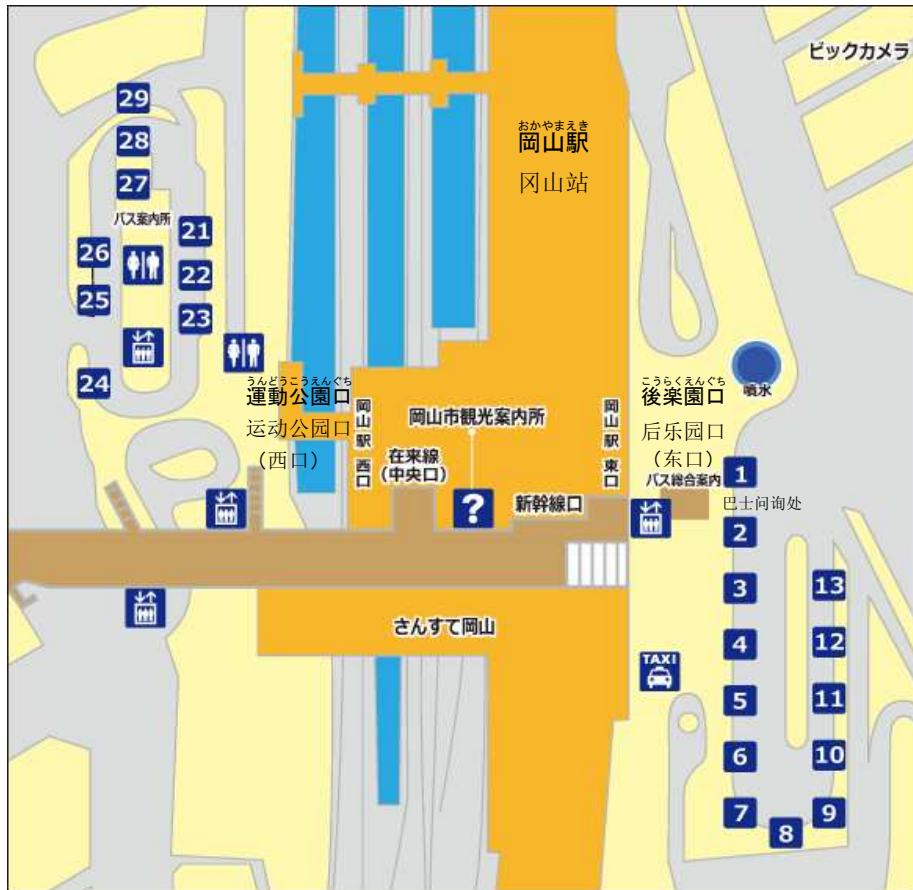 ビックカメラ
29
28
27
バス案内所
21
26
22
25
23
24
おかやまえき
岡山駅
冈山站
うんどうこうえんぐち
運動公園口
运动公园口
(西口)
岡山駅 西口
岡山市観光案内所
在来線
(中央口)
?
新幹線口
岡山駅 東口
こうらくえんぐち
後楽園口
后乐园口
(东口)
噴水
バス総合案内
巴士问询处
1
2
3
13
4
12
5
11
6
10
7
8
9
さんすて岡山
TAXI